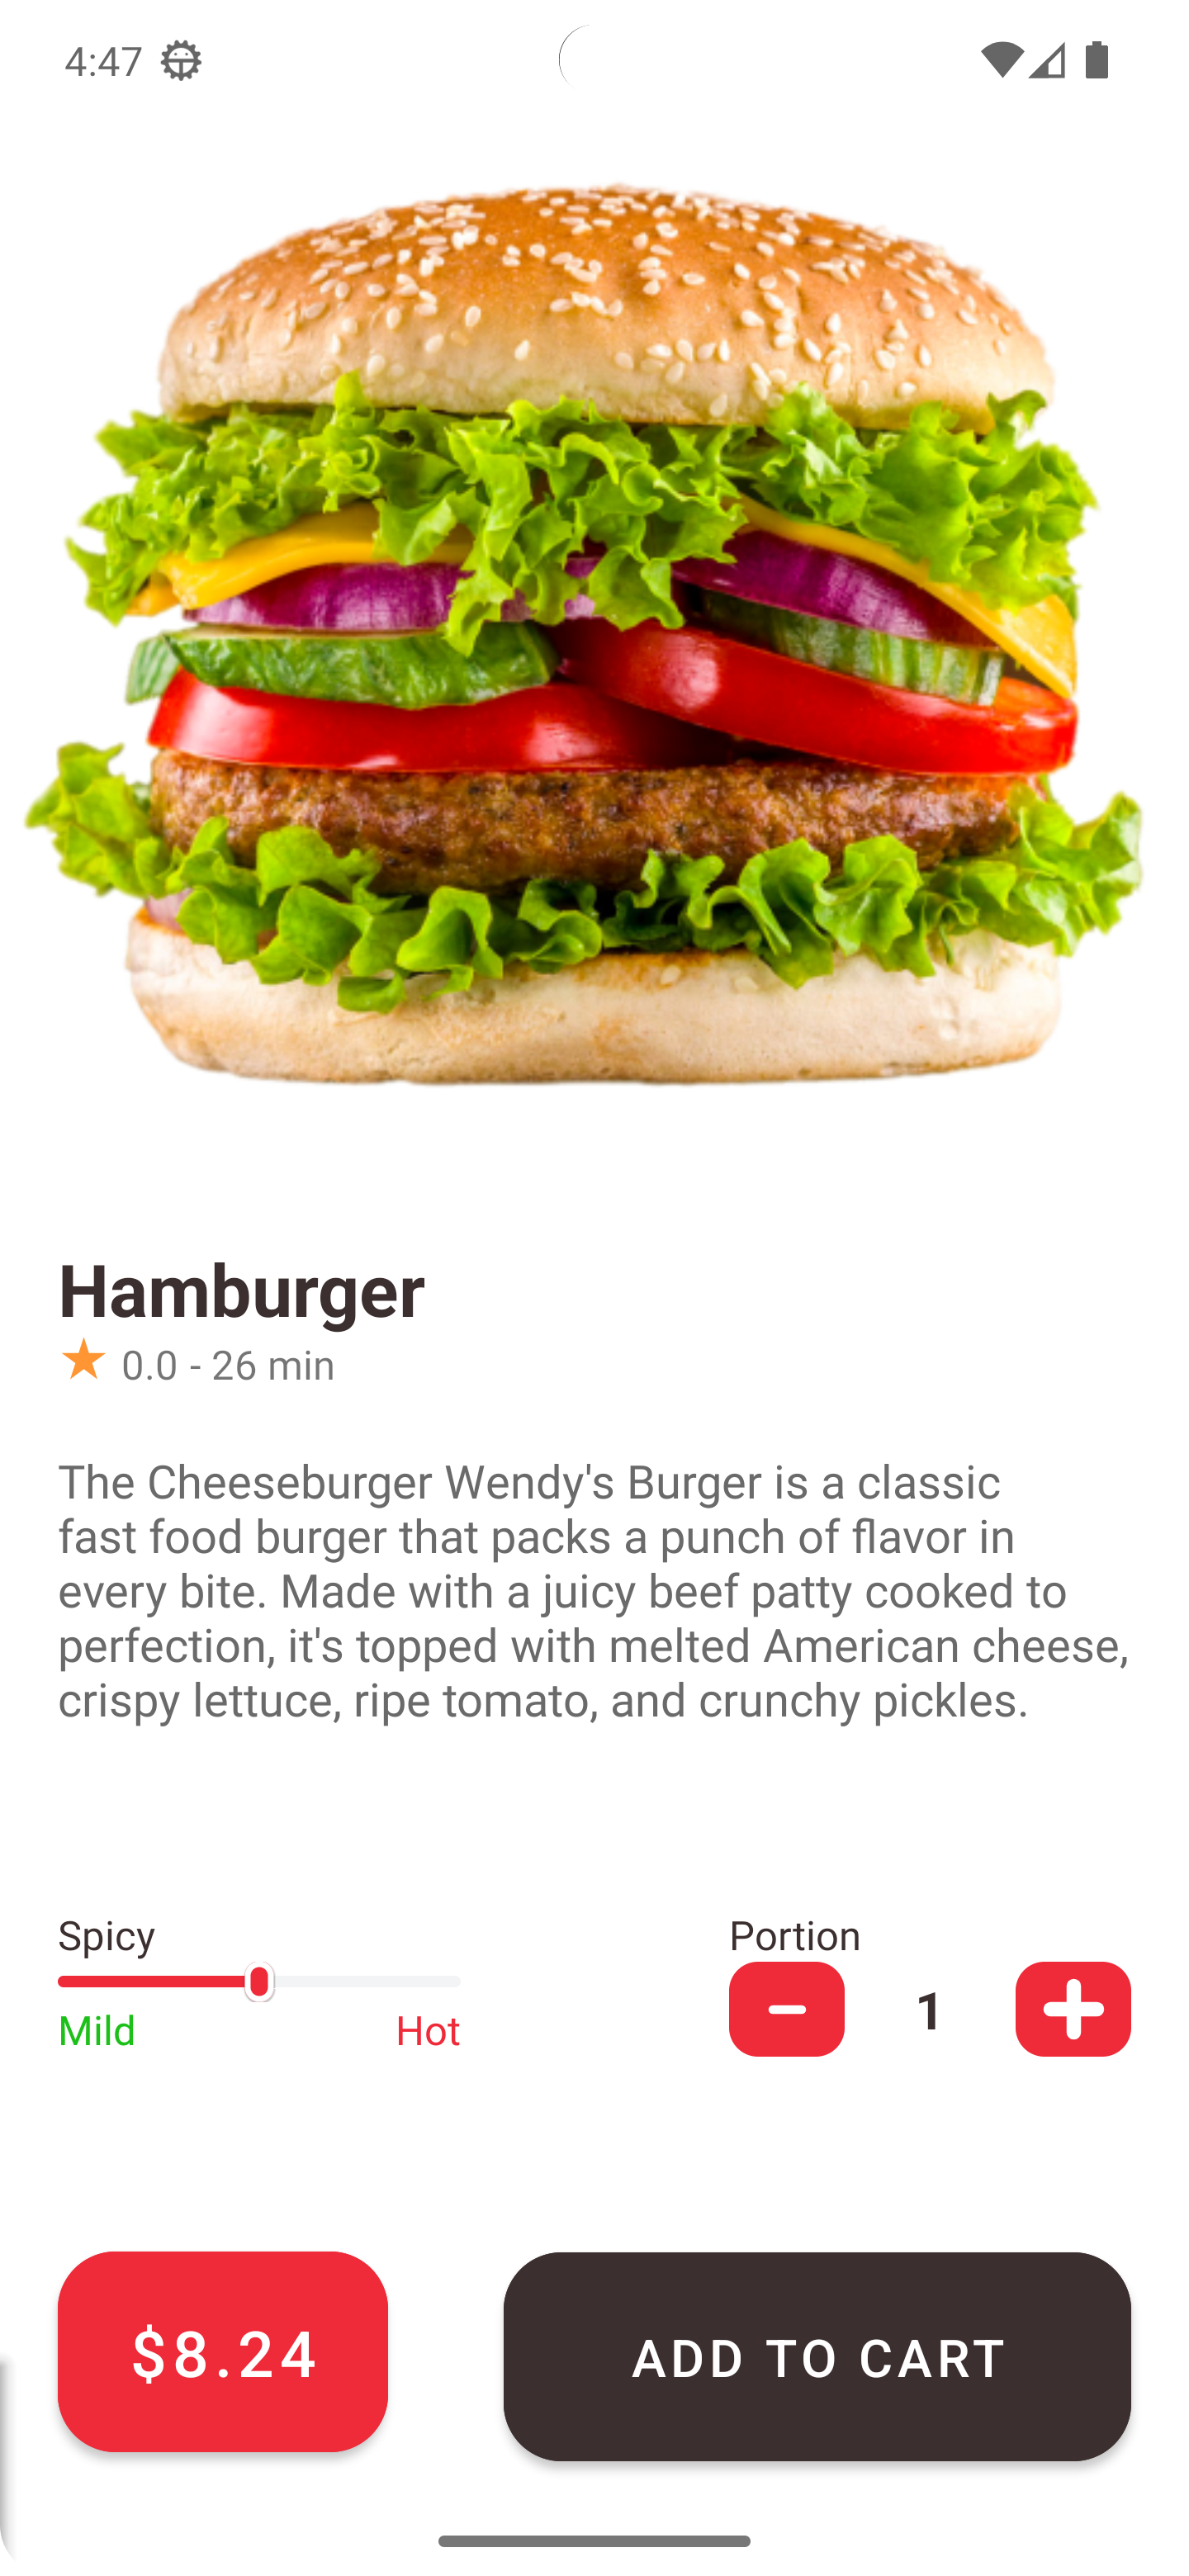 4:47
Hamburger
0.0 - 26 min
The Cheeseburger Wendy's Burger is a classic
fast food burger that packs a punch of flavor in
every bite. Made with a juicy beef patty cooked to
perfection, it's topped with melted American cheese,
crispy lettuce, ripe tomato, and crunchy pickles.
Spicy
Portion
Mild
Hot
1
$8.24
ADD TO CART